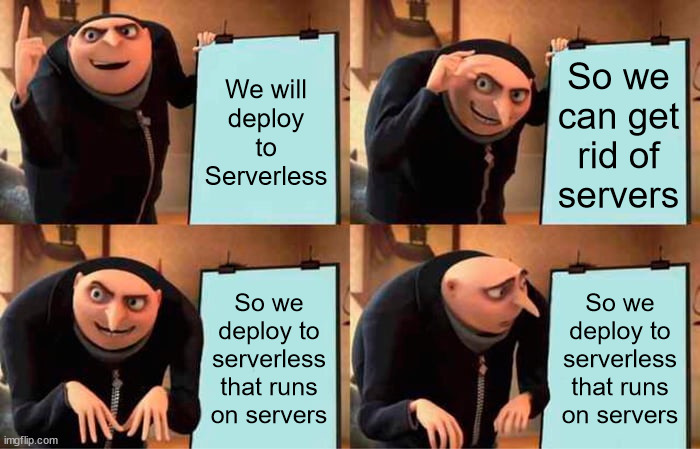 We will
deploy
to
Serverless
So we
can get
rid of
servers
So we
deploy to
serverless
that runs
on servers
So we
deploy to
serverless
that runs
on servers
imgflip.com